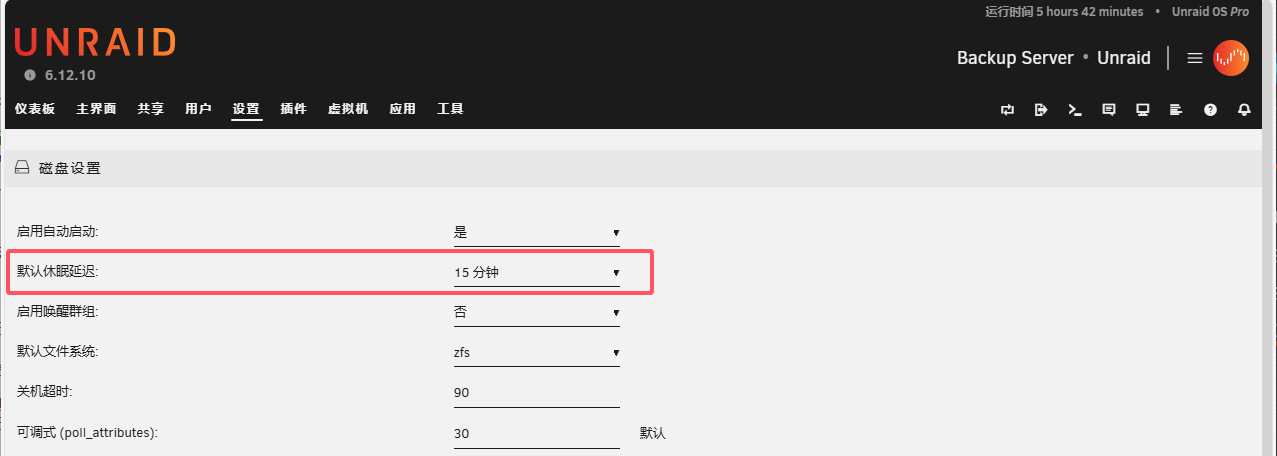 运行时间 5 hours 42 minutes • Unraid OS Pro
UNRAID
6.12.10
Backup Server • Unraid
仪表板 主界面 共享 用户 设置 插件 虚拟机 应用 工具
磁盘设置
启用自动启动: 是
默认休眠延迟: 15 分钟
启用唤醒群组: 否
默认文件系统: zfs
关机超时: 90
可调式 (poll_attributes): 30 默认